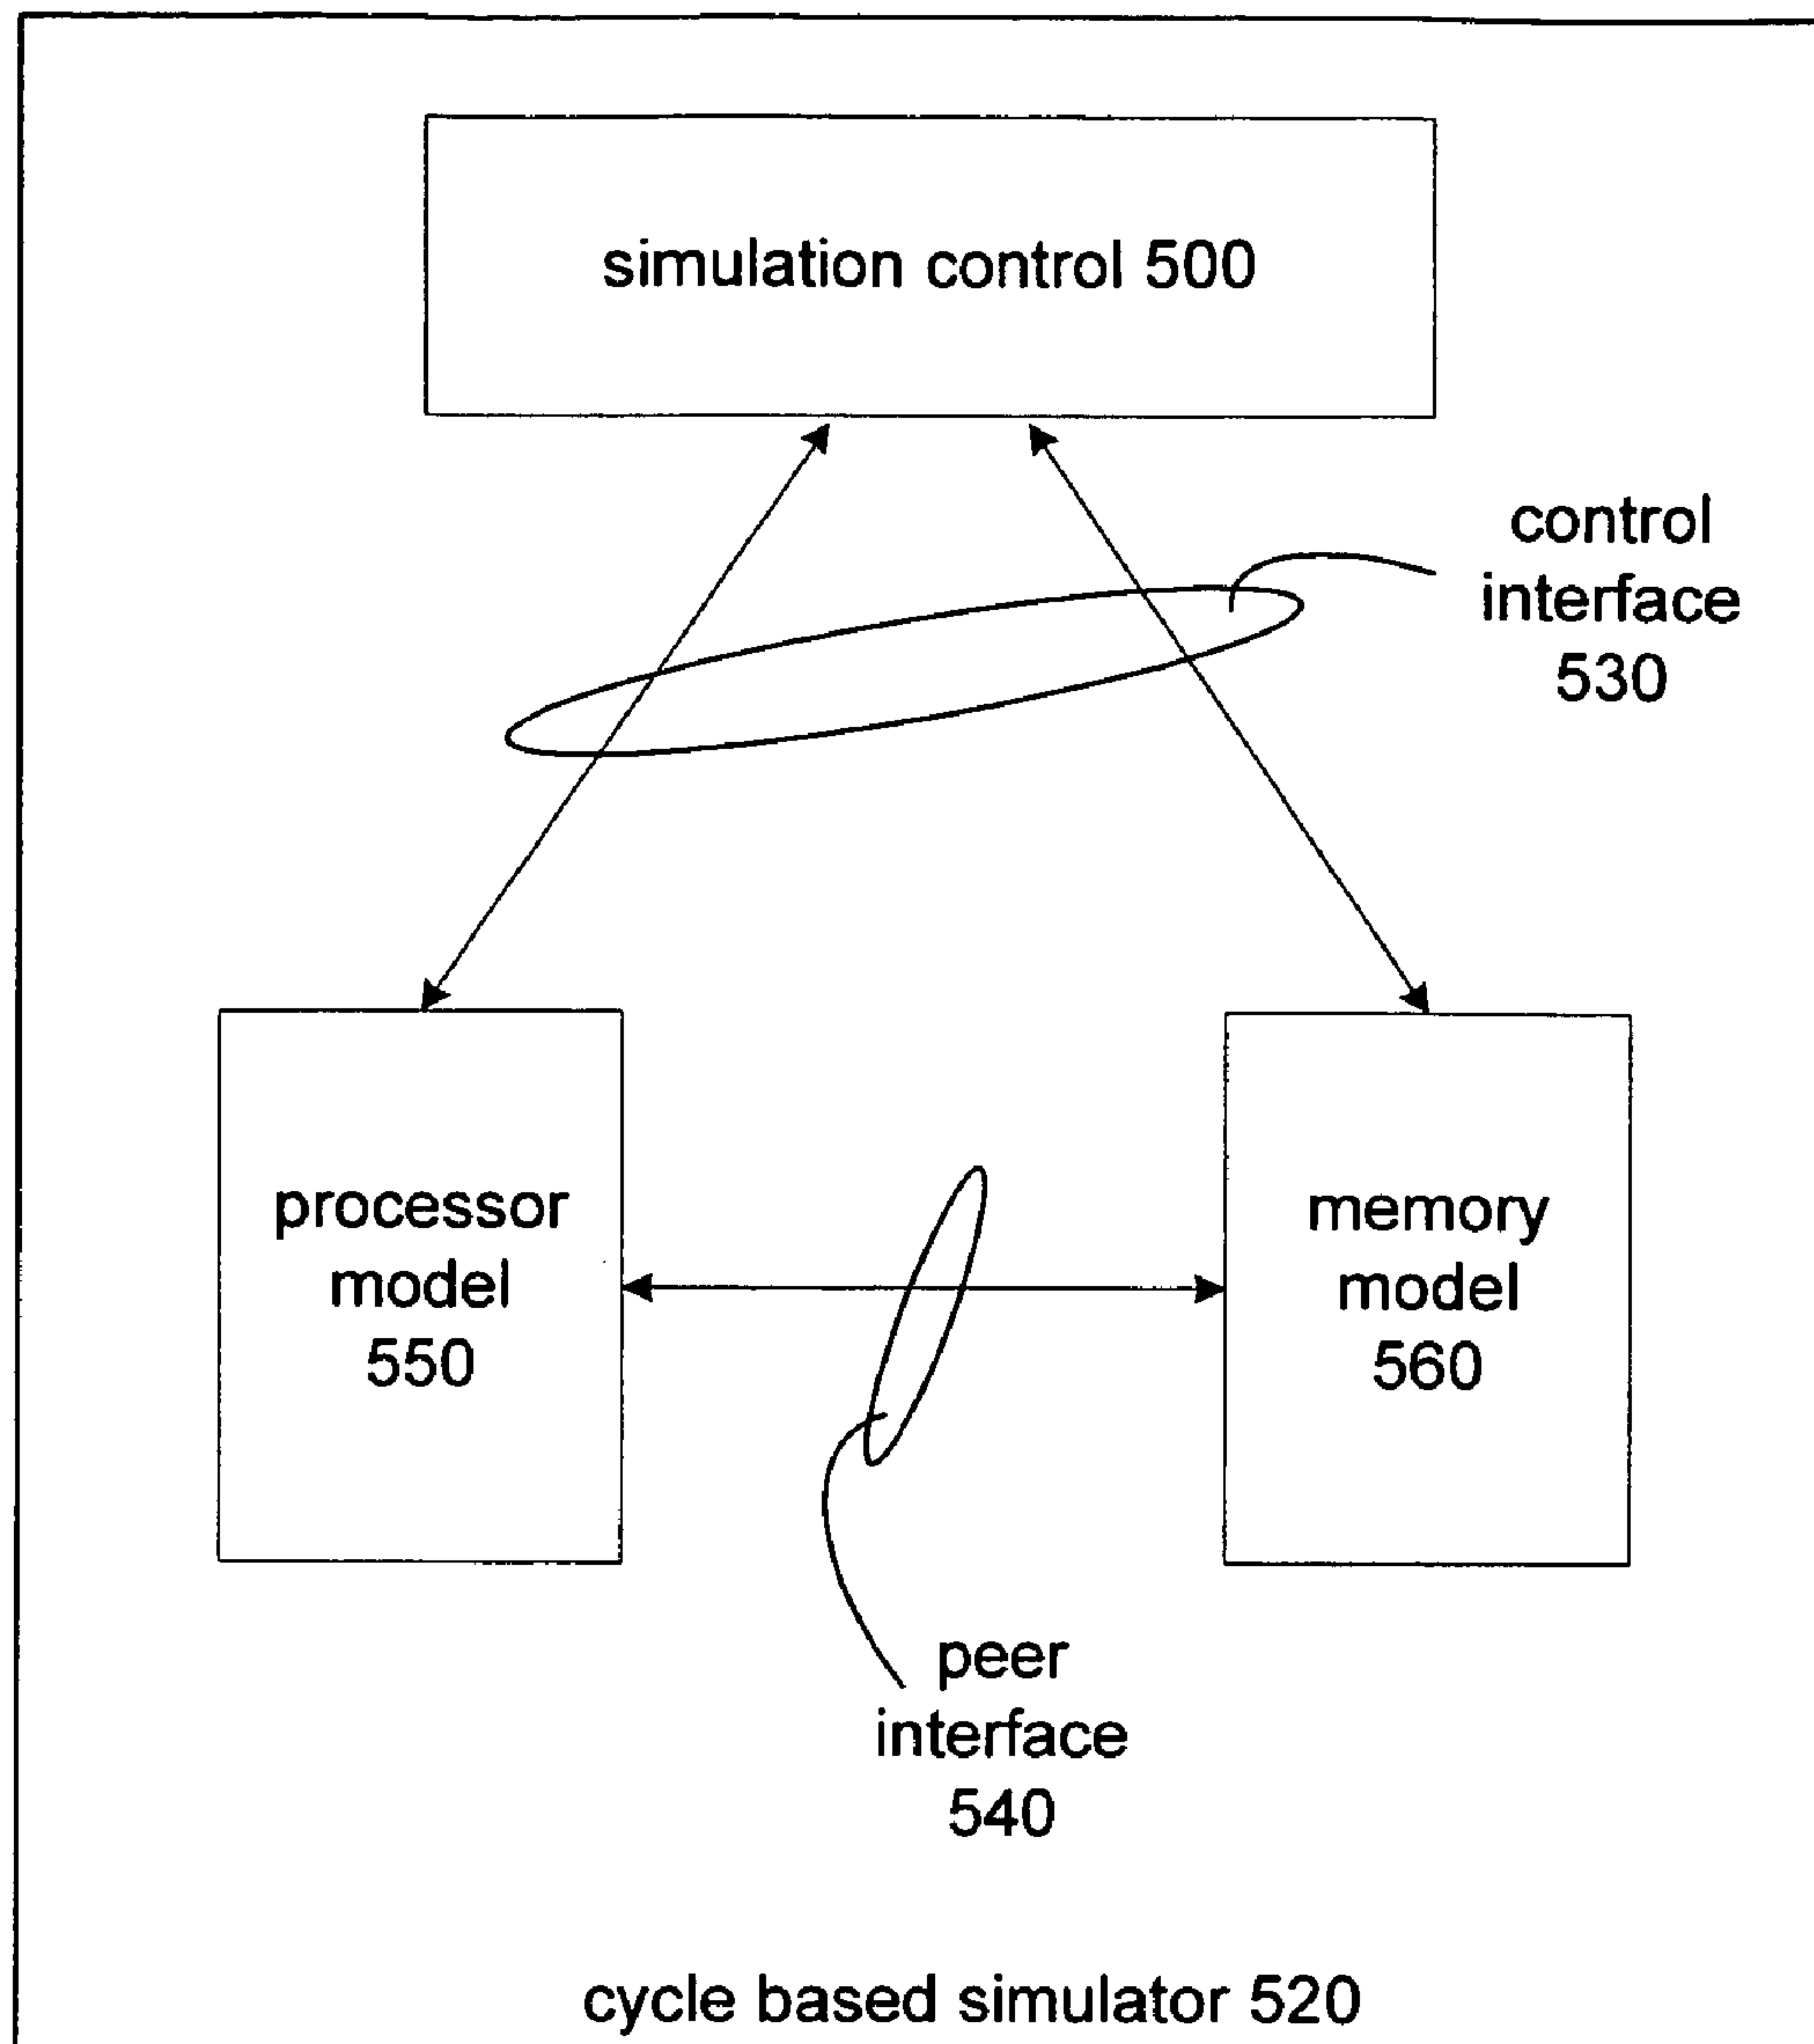 simulation control 500
control
interface
530
processor
model
550
memory
model
560
peer
interface
540
cycle based simulator 520